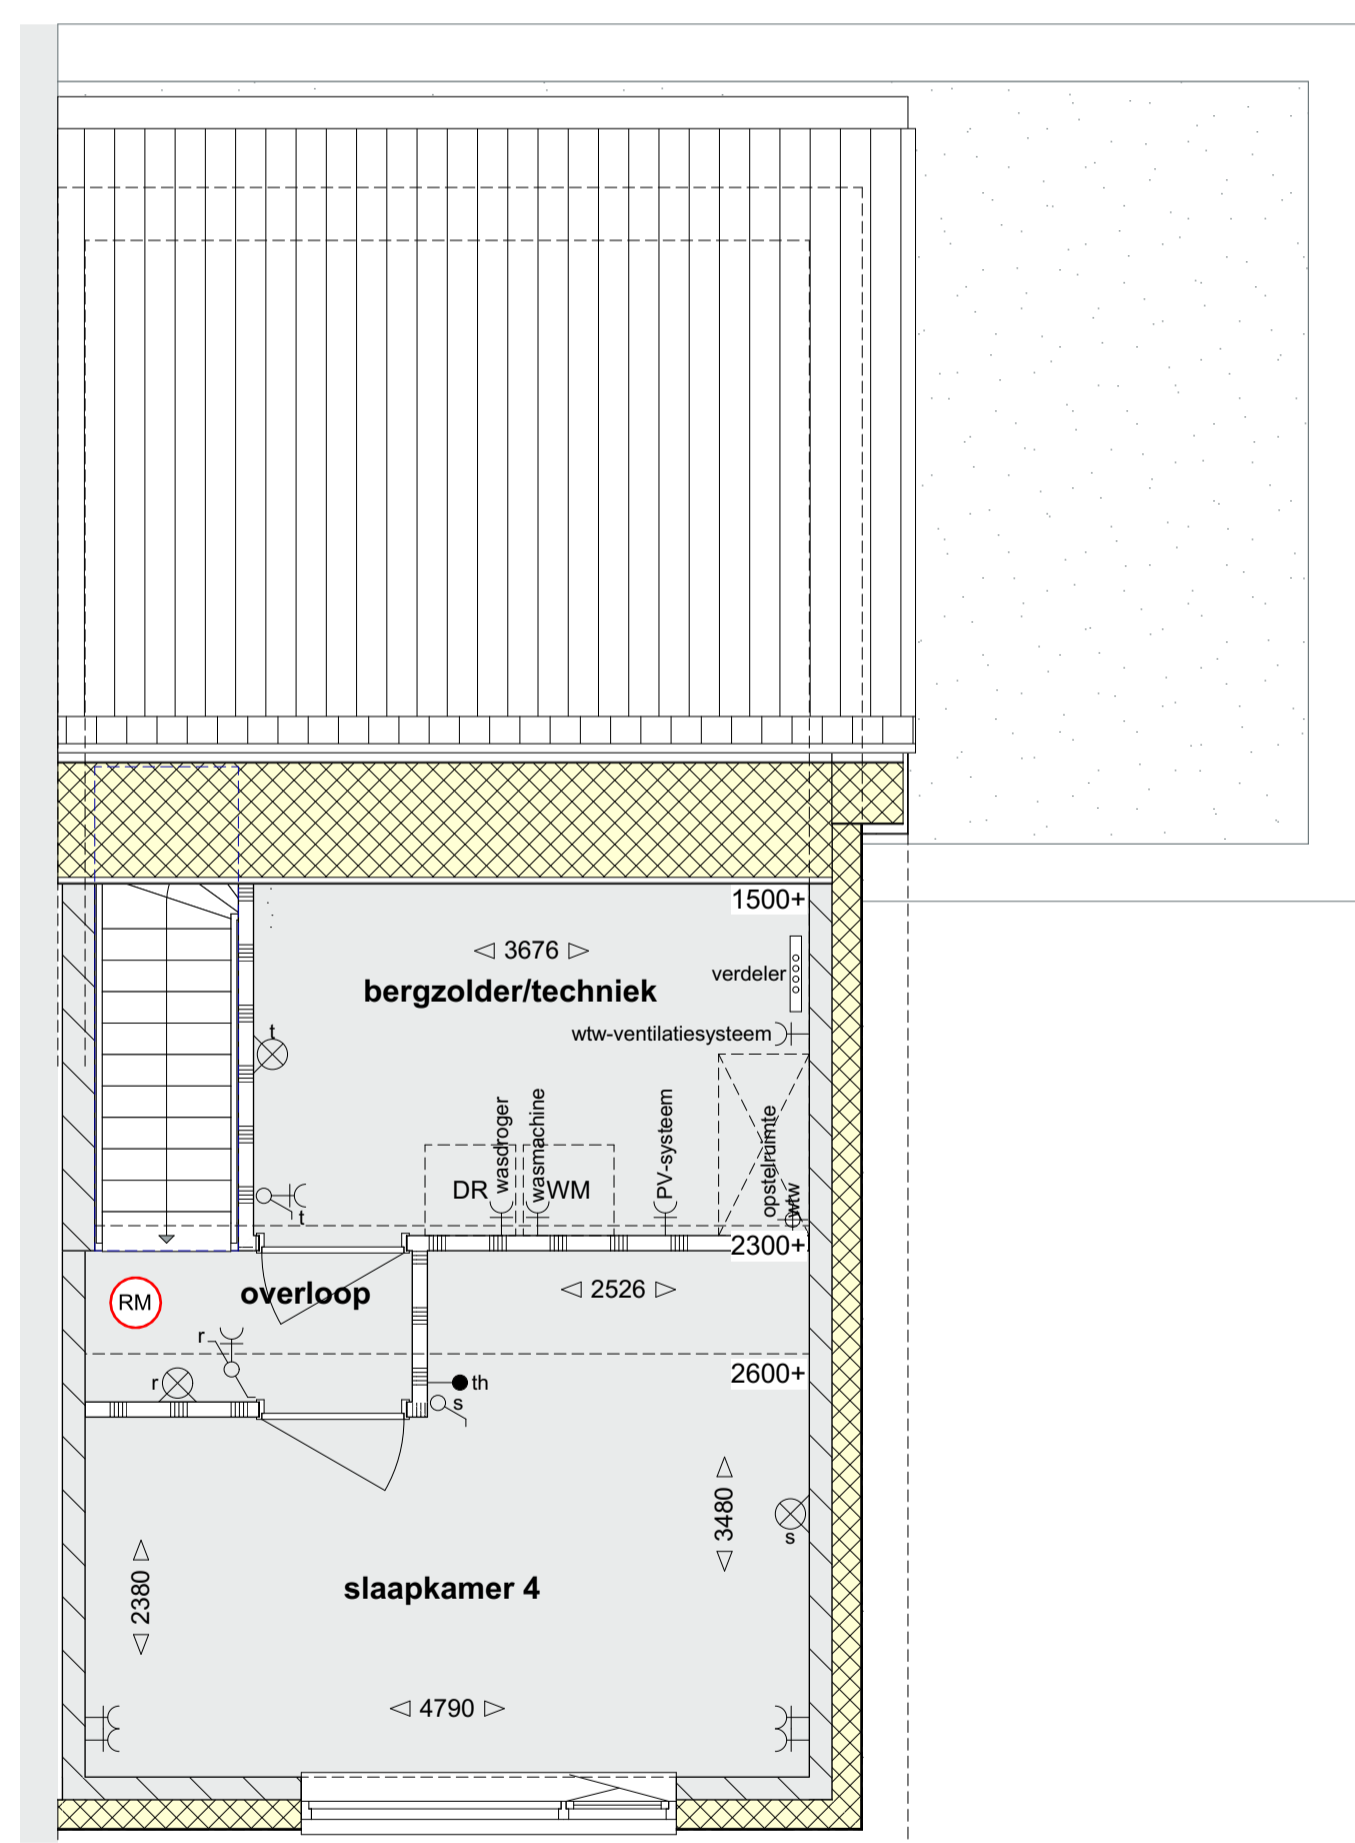 1500+
3676
bergzolder/techniek
verdeler
t
wtw-ventilatiesysteem
wasdroger
wasmachine
PV-systeem
opstelruimte
wtw
DR
WM
t
2300+
RM
overloop
2526
r
r
th
s
2600+
3480
s
2380
slaapkamer 4
4790